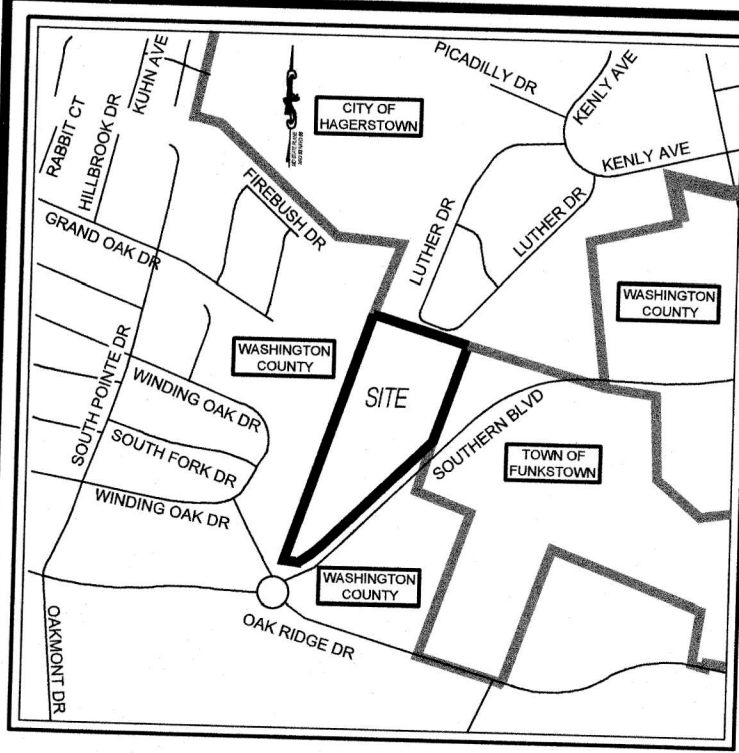 RABBIT CT
HILLBROOK DR
KUHN AVE
CITY OF
HAGERSTOWN
PICADILLY DR
KENLY AVE
KENLY AVE
FIREBUSH DR
GRAND OAK DR
LUTHER DR
LUTHER DR
WASHINGTON
COUNTY
WASHINGTON
COUNTY
SOUTH POINTE DR
WINDING OAK DR
SITE
SOUTHERN BLVD
SOUTH FORK DR
TOWN OF
FUNKSTOWN
WINDING OAK DR
WASHINGTON
COUNTY
OAK RIDGE DR
OAKMONT DR